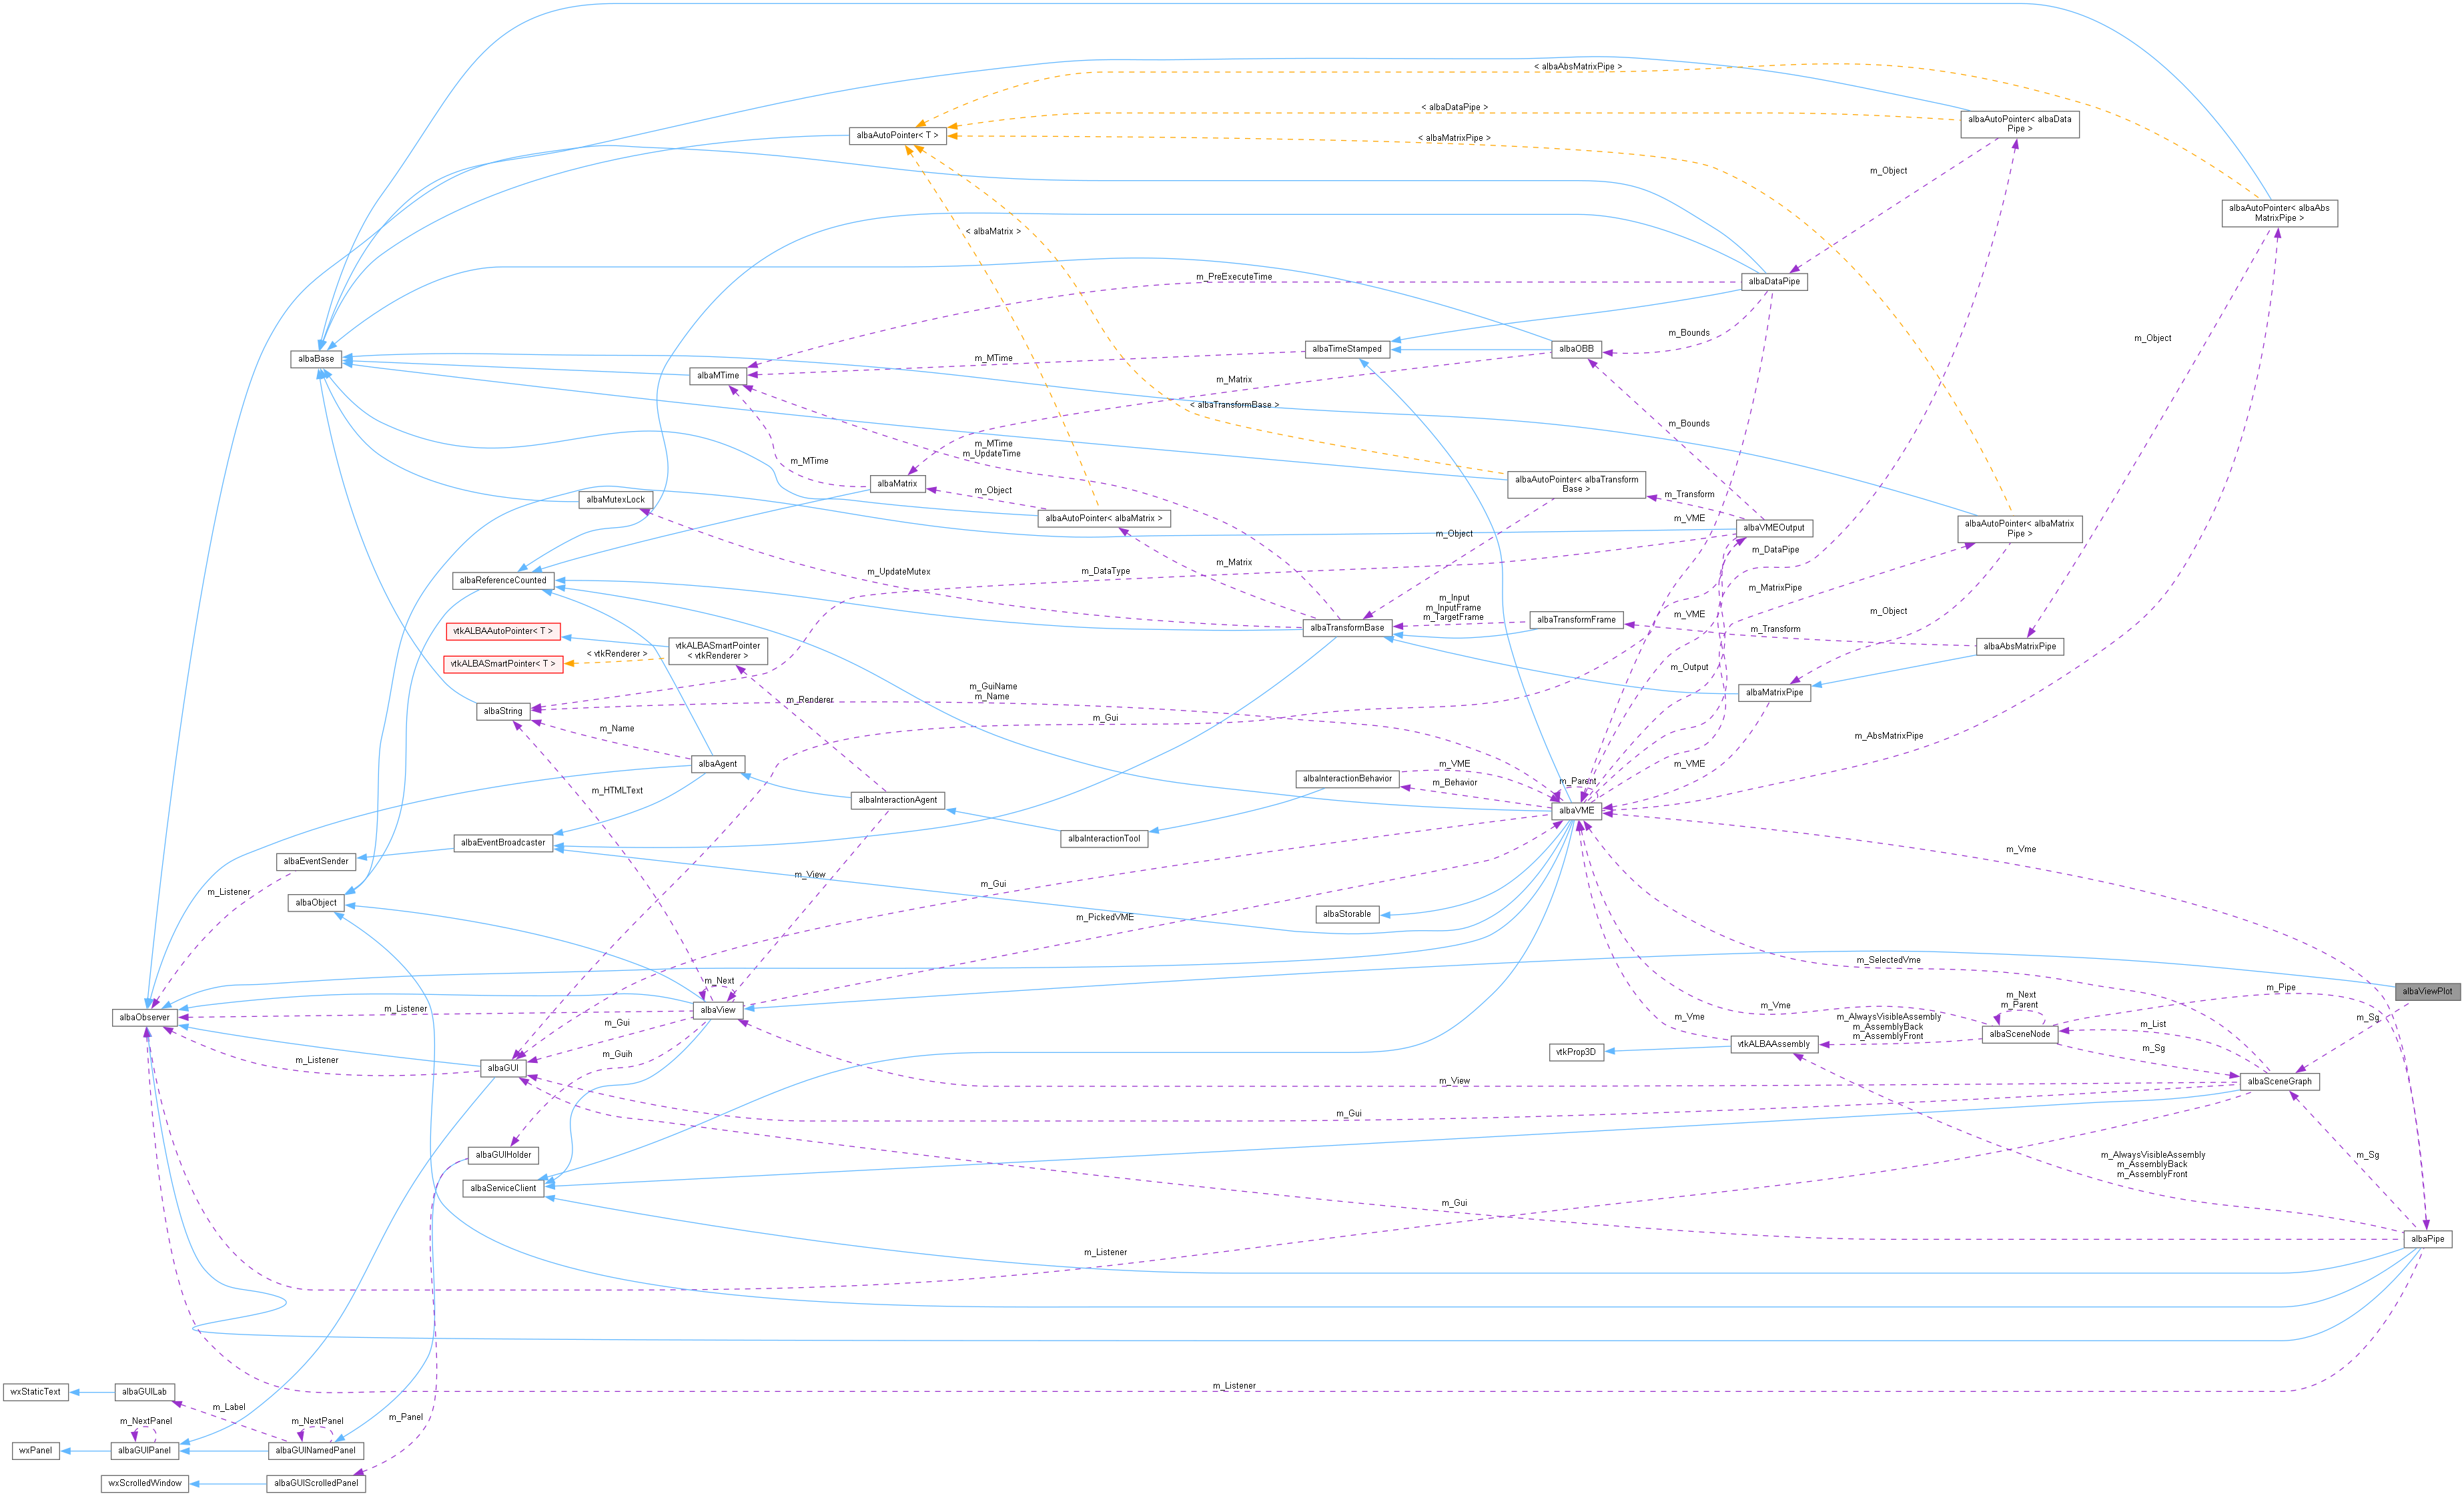 < albaAbsMatrixPipe >
< albaDataPipe >
albaAutoPointer< albaData
Pipe >
albaAutoPointer< T >
< albaMatrixPipe >
m_Object
albaAutoPointer< albaAbs
MatrixPipe >
< albaMatrix >
m_PreExecuteTime
albaDataPipe
m_Bounds
m_Object
albaBase
albaTimeStamped
albaOBB
m_MTime
albaMTime
m_Matrix
< albaTransformBase >
m_Bounds
m_MTime
m_UpdateTime
m_MTime
albaMatrix
albaAutoPointer< albaTransform
Base >
m_Object
m_Transform
albaMutexLock
albaAutoPointer< albaMatrix >
m_VME
albaVMEOutput
albaAutoPointer< albaMatrix
Pipe >
m_Object
m_DataPipe
m_UpdateMutex
m_DataType
m_Matrix
albaReferenceCounted
m_MatrixPipe
m_Input
m_InputFrame
m_TargetFrame
albaTransformFrame
m_VME
m_Object
vtkALBAAutoPointer< T >
albaTransformBase
m_Transform
vtkALBASmartPointer
< vtkRenderer >
< vtkRenderer >
albaAbsMatrixPipe
vtkALBASmartPointer< T >
m_Output
m_GuiName
m_Name
albaMatrixPipe
m_Renderer
albaString
m_Gui
m_Name
m_AbsMatrixPipe
albaAgent
m_VME
m_VME
albaInteractionBehavior
m_Parent
m_Behavior
m_HTMLText
albaInteractionAgent
albaVME
albaInteractionTool
albaEventBroadcaster
m_Vme
albaEventSender
m_View
m_Gui
m_Listener
albaObject
albaStorable
m_PickedVME
m_SelectedVme
m_Next
m_Pipe
albaViewPlot
m_Next
m_Parent
m_Vme
m_Listener
albaView
albaObserver
m_Vme
m_AlwaysVisibleAssembly
m_AssemblyBack
m_AssemblyFront
m_Sg
m_List
albaSceneNode
m_Gui
vtkALBAAssembly
vtkProp3D
m_Sg
m_Guih
m_Listener
albaGUI
m_View
albaSceneGraph
m_Gui
albaGUIHolder
m_AlwaysVisibleAssembly
m_AssemblyBack
m_AssemblyFront
m_Sg
albaServiceClient
m_Gui
albaPipe
m_Listener
m_Listener
wxStaticText
albaGUILab
m_Label
m_NextPanel
m_NextPanel
m_Panel
wxPanel
albaGUIPanel
albaGUINamedPanel
wxScrolledWindow
albaGUIScrolledPanel